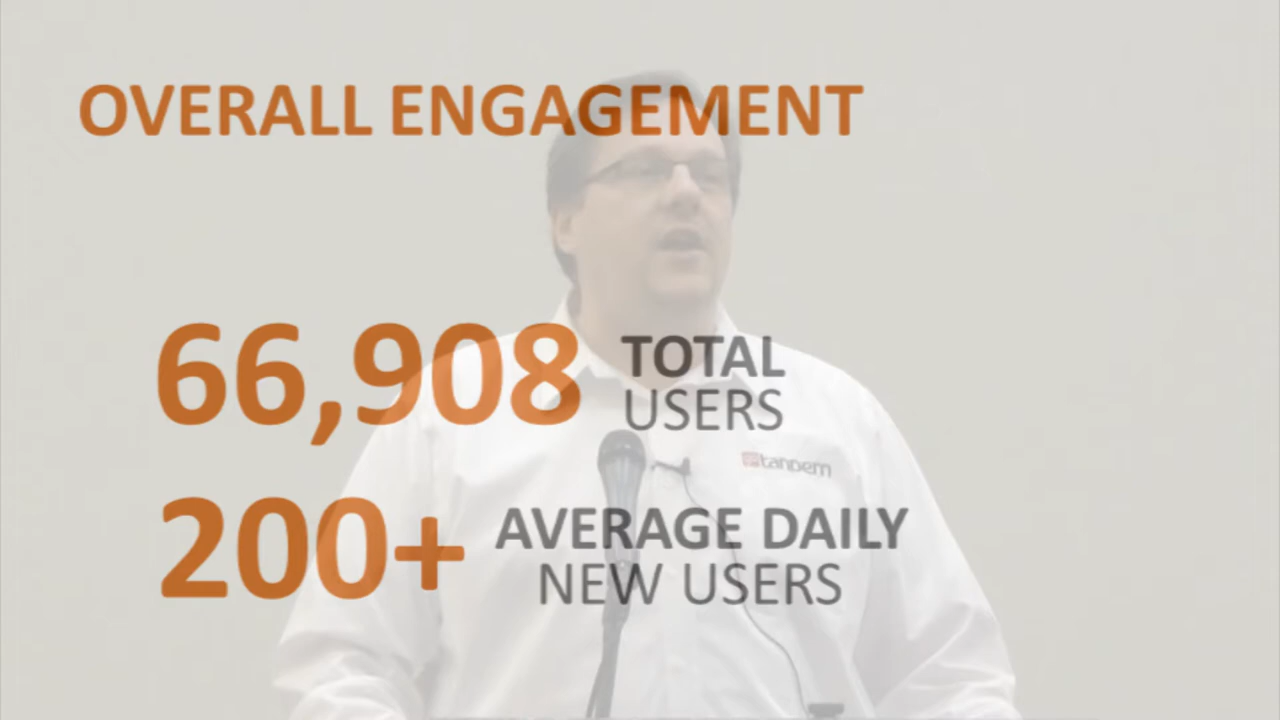 OVERALL ENGAGEMENT
66,908 TOTAL
USERS
tandem
200+ AVERAGE DAILY
NEW USERS